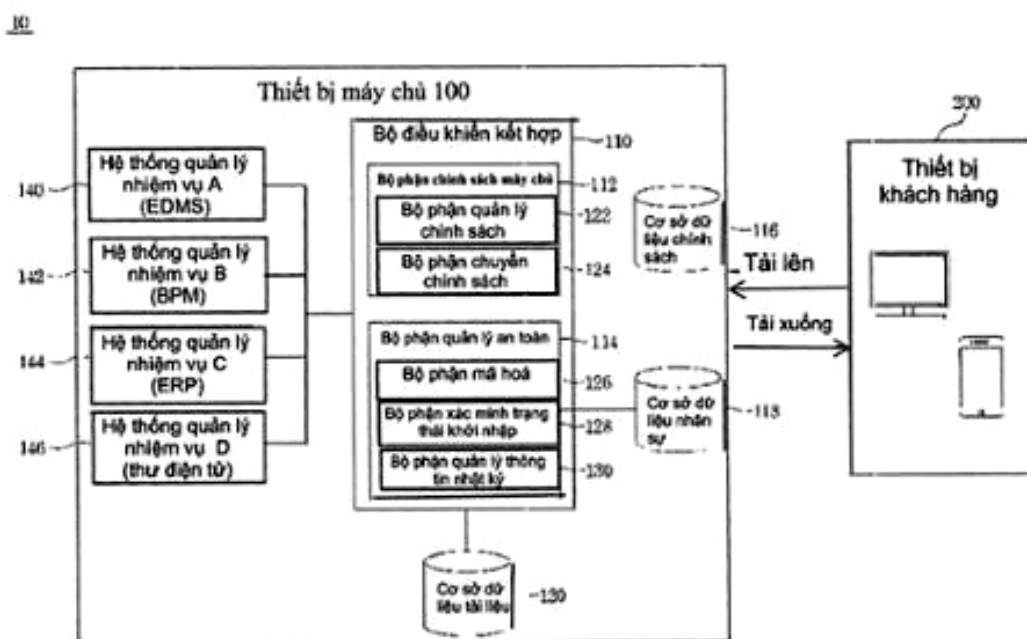 10
Thiết bị máy chủ 100
200
Bộ điều khiển kết hợp
110
Thiết bị
khách hàng
Hệ thống quản lý
nhiệm vụ A
(EDMS)
140
Bộ phận chính sách máy chủ
112
Bộ phận quản lý
chính sách
122
Cơ sở dữ
liệu chính
sách
116
Bộ phận chuyển
chính sách
124
Hệ thống quản lý
nhiệm vụ B
(BPM)
142
Tải lên
Tải xuống
Bộ phận quản lý an toàn
114
Hệ thống quản lý
nhiệm vụ C
(ERP)
144
Bộ phận mã hoá
126
Bộ phận xác minh trạng
thái khởi nhập
128
Cơ sở dữ
liệu nhân
sự
118
Hệ thống quản lý
nhiệm vụ D
(thư điện tử)
146
Bộ phận quản lý thông
tin nhật ký
130
Cơ sở dữ
liệu tài liệu
130